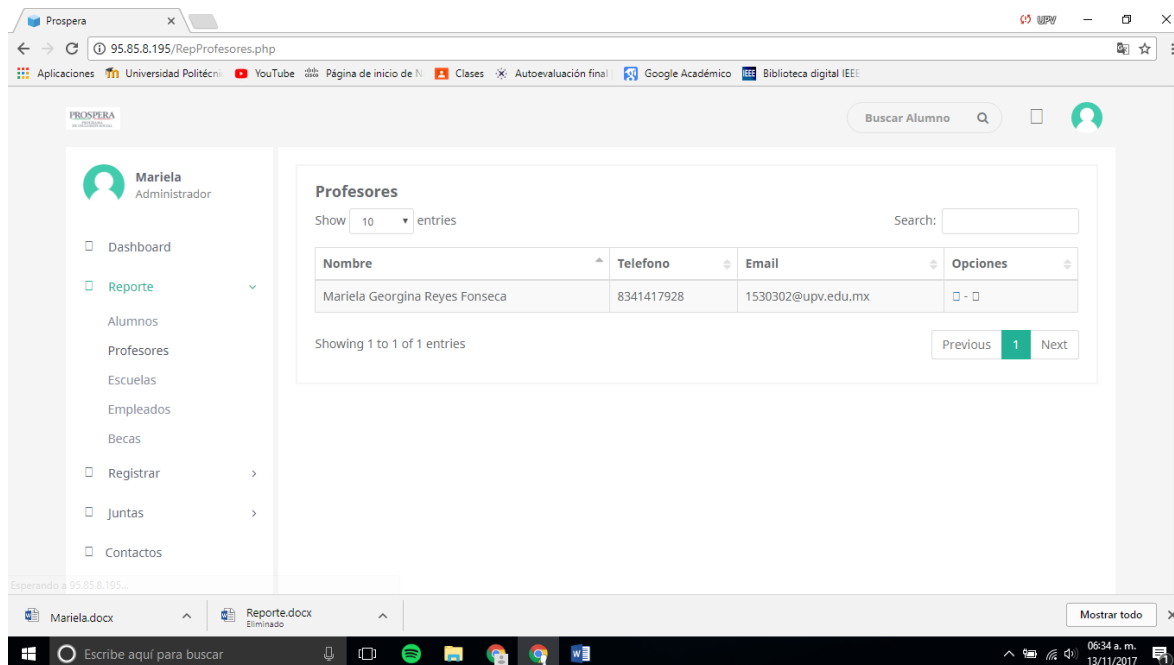 Prospera
UPV
95.85.8.195/RepProfesores.php
Aplicaciones Universidad Politécni YouTube Página de inicio de N Clases Autoevaluación final Google Académico Biblioteca digital IEEE
PROSPERA
Buscar Alumno
Mariela
Administrador
Dashboard
Reporte
Alumnos
Profesores
Escuelas
Empleados
Becas
Registrar
Juntas
Contactos
Profesores
Show 10 entries
Search:
Nombre Telefono Email Opciones
Mariela Georgina Reyes Fonseca 8341417928 1530302@upv.edu.mx -
Showing 1 to 1 of 1 entries
Previous 1 Next
Esperando a 95.85.8.195...
Mariela.docx
Reporte.docx
Eliminado
Mostrar todo
Escribe aquí para buscar
06:34 a. m.
13/11/2017